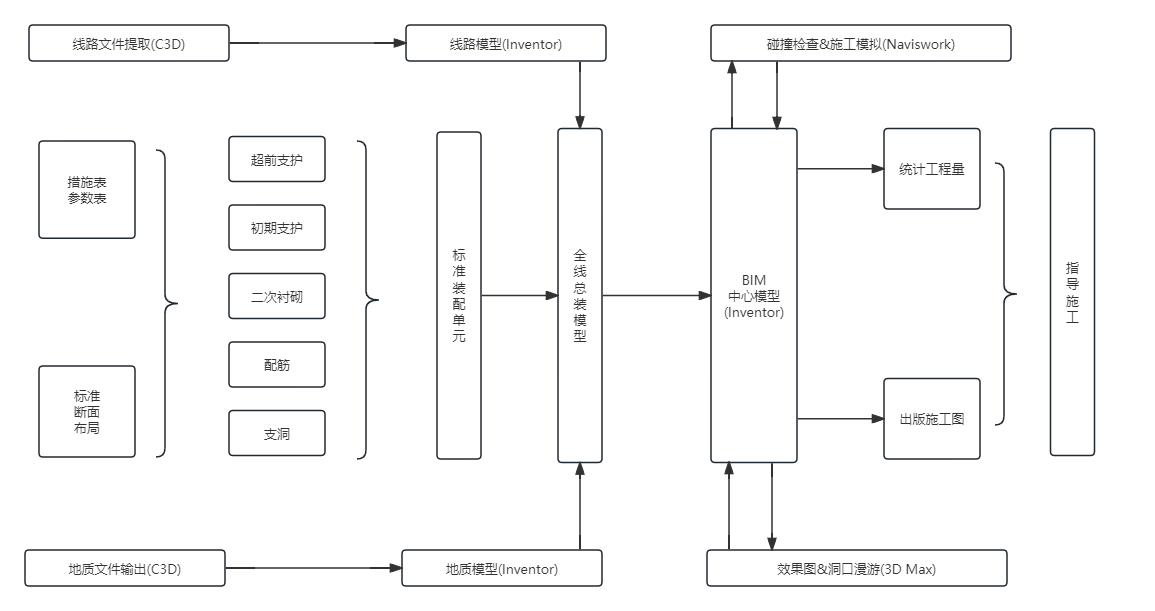 线路文件提取(C3D)
线路模型(Inventor)
碰撞检查&施工模拟(Naviswork)
措施表
参数表
标准
断面
布局
超前支护
初期支护
二次衬砌
配筋
支洞
标准装配单元
全线总装模型
BIM
中心模型
(Inventor)
统计工程量
出版施工图
指导施工
地质文件输出(C3D)
地质模型(Inventor)
效果图&洞口漫游(3D Max)